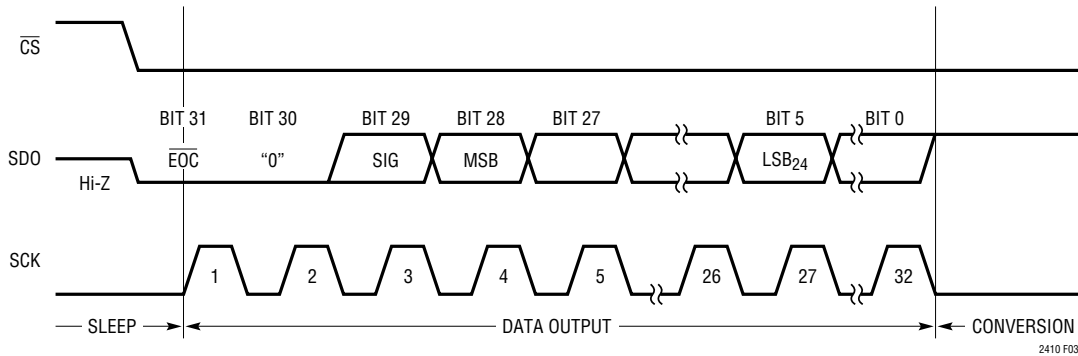 CS
BIT 31 BIT 30 BIT 29 BIT 28 BIT 27 BIT 5 BIT 0
SDO EOC “0” SIG MSB LSB24
Hi-Z
SCK 1 2 3 4 5 26 27 32
SLEEP DATA OUTPUT CONVERSION
2410 F03